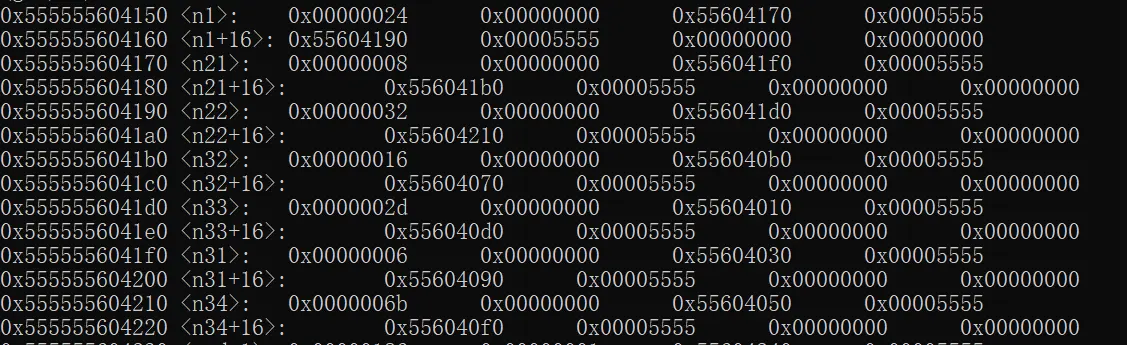 0x555555604150 <n1>: 0x00000024 0x00000000 0x55604170 0x00005555
0x555555604160 <n1+16>: 0x55604190 0x00005555 0x00000000 0x00000000
0x555555604170 <n21>: 0x00000008 0x00000000 0x556041f0 0x00005555
0x555555604180 <n21+16>: 0x556041b0 0x00005555 0x00000000 0x00000000
0x555555604190 <n22>: 0x00000032 0x00000000 0x556041d0 0x00005555
0x5555556041a0 <n22+16>: 0x55604210 0x00005555 0x00000000 0x00000000
0x5555556041b0 <n32>: 0x00000016 0x00000000 0x556040b0 0x00005555
0x5555556041c0 <n32+16>: 0x55604070 0x00005555 0x00000000 0x00000000
0x5555556041d0 <n33>: 0x0000002d 0x00000000 0x55604010 0x00005555
0x5555556041e0 <n33+16>: 0x556040d0 0x00005555 0x00000000 0x00000000
0x5555556041f0 <n31>: 0x00000006 0x00000000 0x55604030 0x00005555
0x555555604200 <n31+16>: 0x55604090 0x00005555 0x00000000 0x00000000
0x555555604210 <n34>: 0x0000006b 0x00000000 0x55604050 0x00005555
0x555555604220 <n34+16>: 0x556040f0 0x00005555 0x00000000 0x00000000